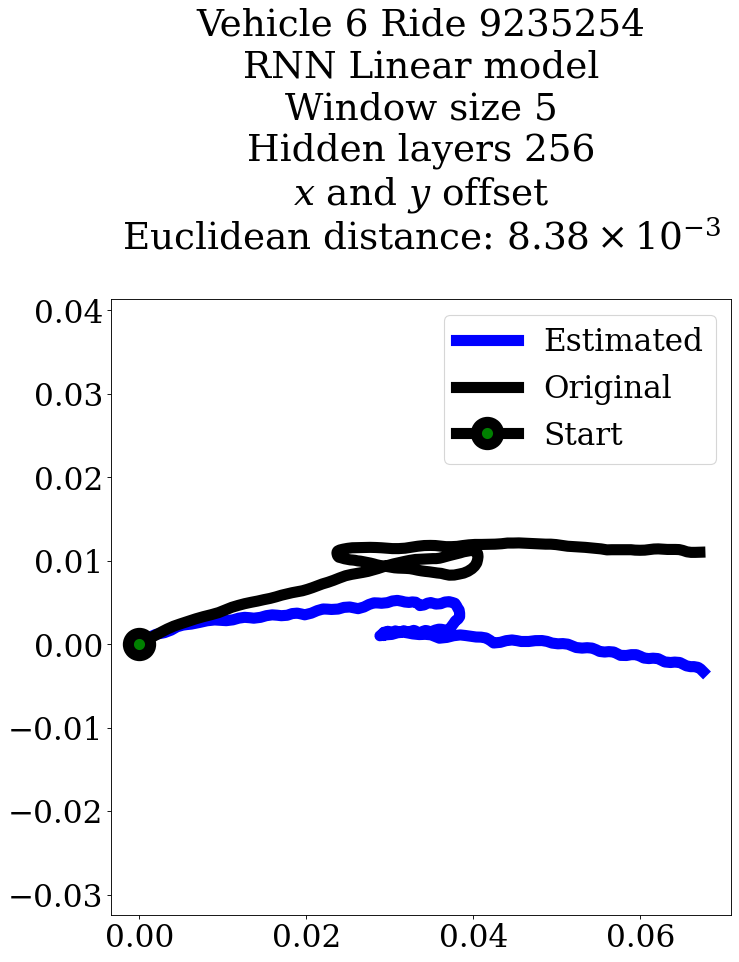 Vehicle 6 Ride 9235254
RNN Linear model
Window size 5
Hidden layers 256
x and y offset
Euclidean distance: 8.38 × 10⁻³
Estimated
Original
Start
0.04
0.03
0.02
0.01
0.00
−0.01
−0.02
−0.03
0.00 0.02 0.04 0.06